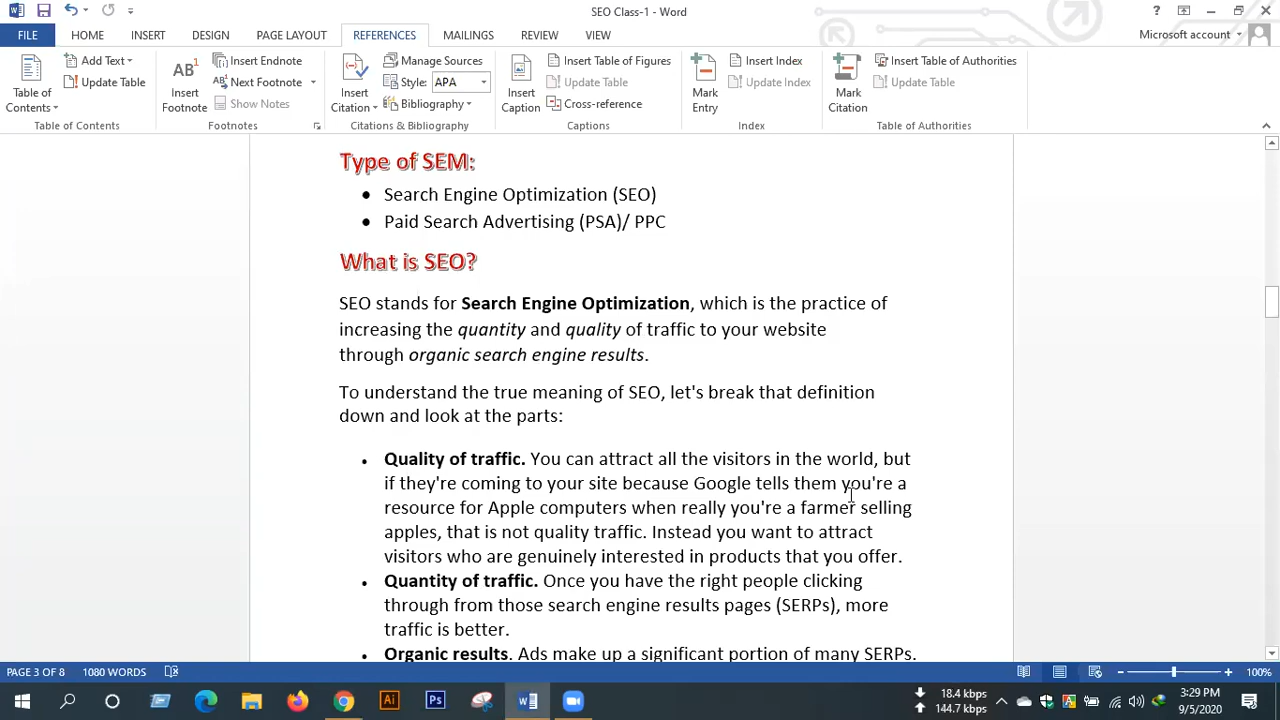 SEO Class-1 - Word
FILE HOME INSERT DESIGN PAGE LAYOUT REFERENCES MAILINGS REVIEW VIEW Microsoft account
Table of Contents
Add Text
Update Table
Table of Contents
AB1
Insert Footnote
Insert Endnote
Next Footnote
Show Notes
Footnotes
Insert Citation
Manage Sources
Style: APA
Bibliography
Citations & Bibliography
Insert Caption
Insert Table of Figures
Update Table
Cross-reference
Captions
Mark Entry
Insert Index
Update Index
Index
Mark Citation
Insert Table of Authorities
Update Table
Table of Authorities
Type of SEM:
• Search Engine Optimization (SEO)
• Paid Search Advertising (PSA)/ PPC
What is SEO?
SEO stands for Search Engine Optimization, which is the practice of
increasing the quantity and quality of traffic to your website
through organic search engine results.
To understand the true meaning of SEO, let's break that definition
down and look at the parts:
• Quality of traffic. You can attract all the visitors in the world, but
if they're coming to your site because Google tells them you're a
resource for Apple computers when really you're a farmer selling
apples, that is not quality traffic. Instead you want to attract
visitors who are genuinely interested in products that you offer.
• Quantity of traffic. Once you have the right people clicking
through from those search engine results pages (SERPs), more
traffic is better.
• Organic results. Ads make up a significant portion of many SERPs.
PAGE 3 OF 8 1080 WORDS 100%
Ai Ps
18.4 kbps
144.7 kbps
3:29 PM
9/5/2020